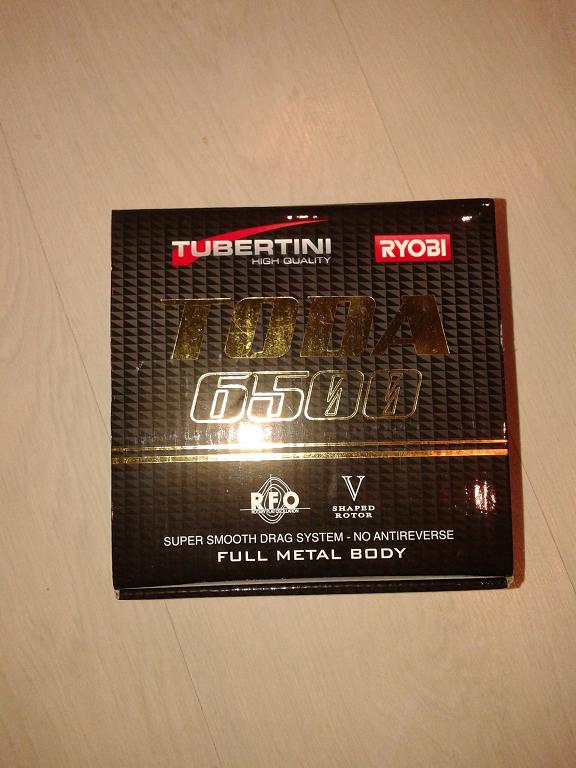 TUBERTINI
HIGH QUALITY
RYOBI
TODA
6500
RFO
V
SHAPED
ROTOR
SUPER SMOOTH DRAG SYSTEM - NO ANTIREVERSE
FULL METAL BODY